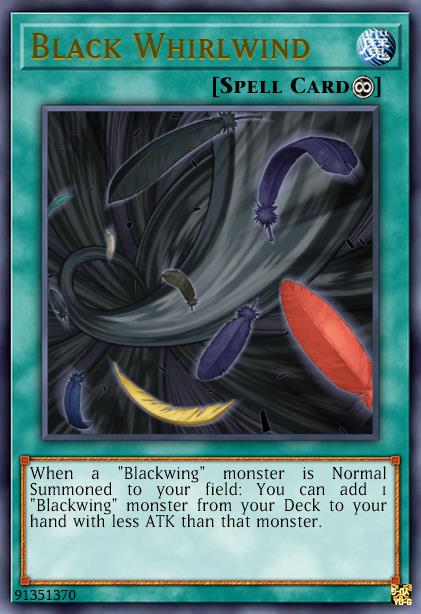 Black Whirlwind
魔
[Spell Card]
When a "Blackwing" monster is Normal
Summoned to your field: You can add 1
"Blackwing" monster from your Deck to your
hand with less ATK than that monster.
91351370